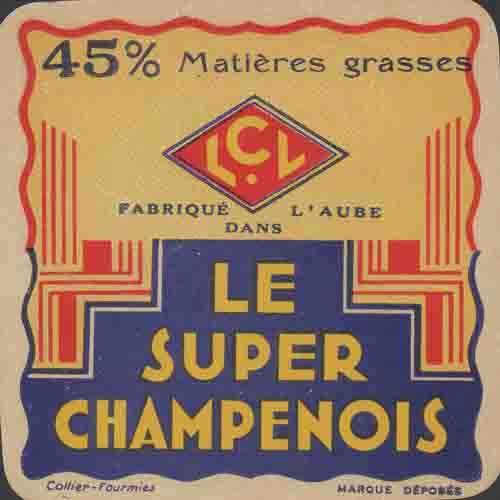 45% Matières grasses
LCL
FABRIQUÉ L'AUBE
DANS
LE
SUPER
CHAMPENOIS
Collier-Fourmies MARQUE DÉPOSÉE